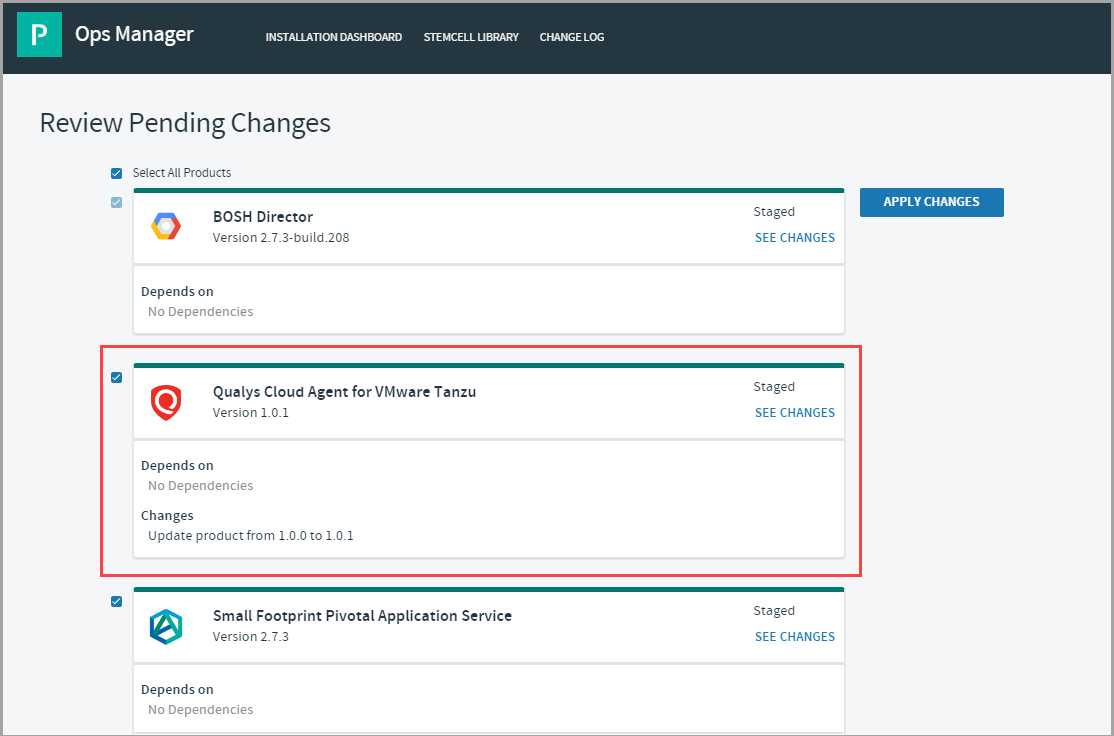 P
Ops Manager
INSTALLATION DASHBOARD
STEMCELL LIBRARY
CHANGE LOG
Review Pending Changes
Select All Products
BOSH Director
Version 2.7.3-build.208
Staged
SEE CHANGES
APPLY CHANGES
Depends on
No Dependencies
Qualys Cloud Agent for VMware Tanzu
Version 1.0.1
Staged
SEE CHANGES
Depends on
No Dependencies
Changes
Update product from 1.0.0 to 1.0.1
Small Footprint Pivotal Application Service
Version 2.7.3
Staged
SEE CHANGES
Depends on
No Dependencies